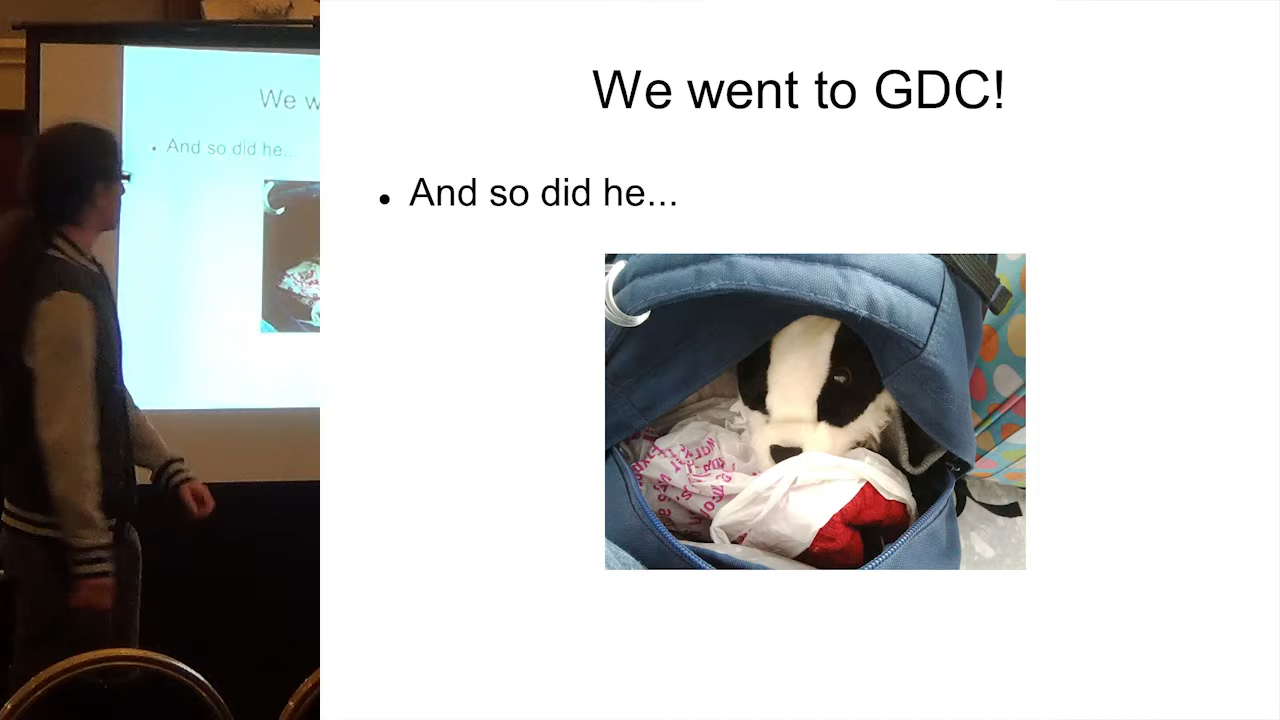 We w
• And so did he...
We went to GDC!
• And so did he...